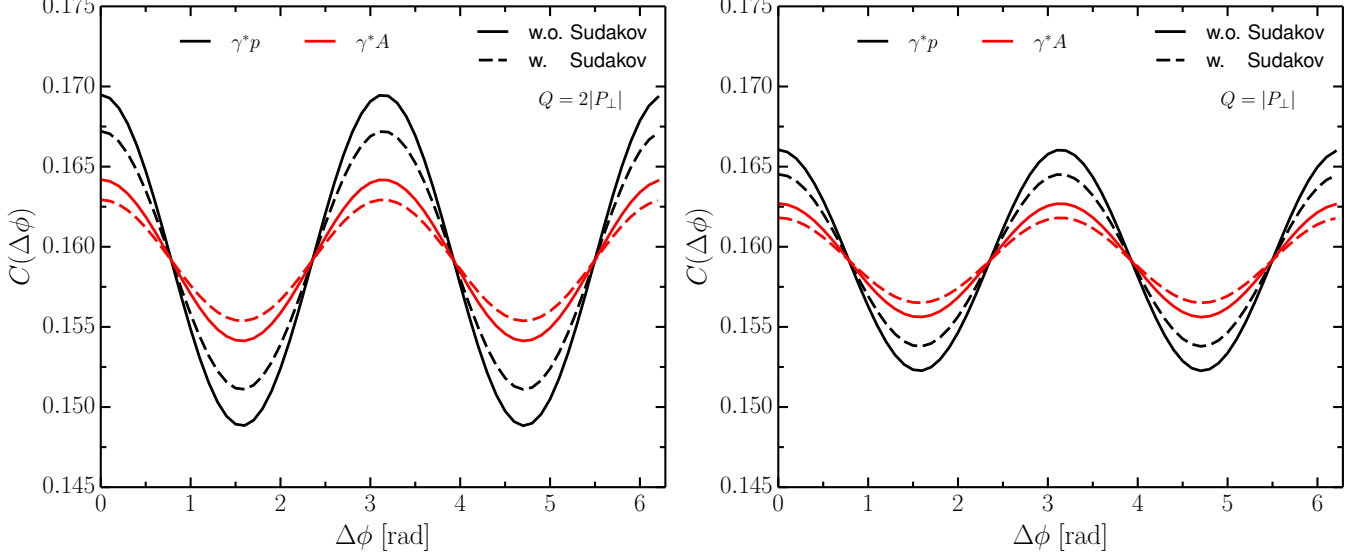 0.175
0.170
0.165
0.160
0.155
0.150
0.145
C(Δϕ)
γ*p
γ*A
w.o. Sudakov
w. Sudakov
Q = 2|P⊥|
0 1 2 3 4 5 6
Δϕ [rad]
0.175
0.170
0.165
0.160
0.155
0.150
0.145
C(Δϕ)
γ*p
γ*A
w.o. Sudakov
w. Sudakov
Q = |P⊥|
0 1 2 3 4 5 6
Δϕ [rad]